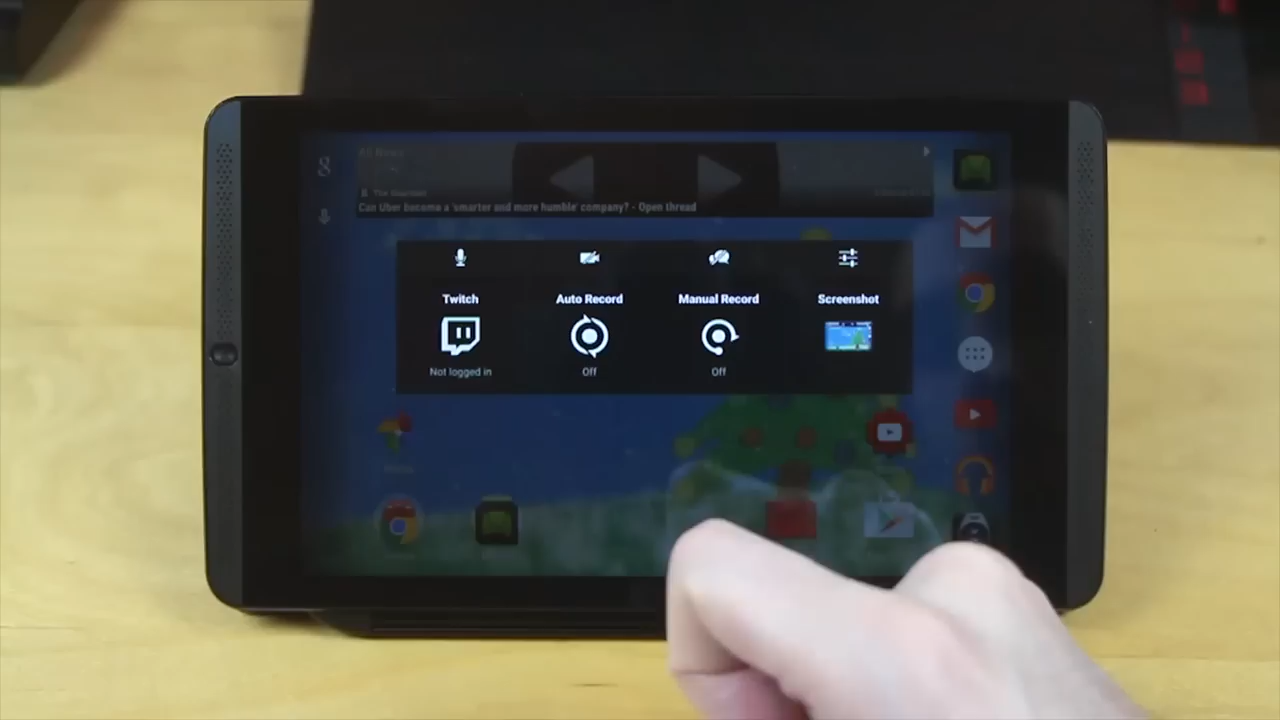 Can Uber become a 'smarter and more humble' company? - Open thread
Twitch
Auto Record
Manual Record
Screenshot
Not logged in
Off
Off